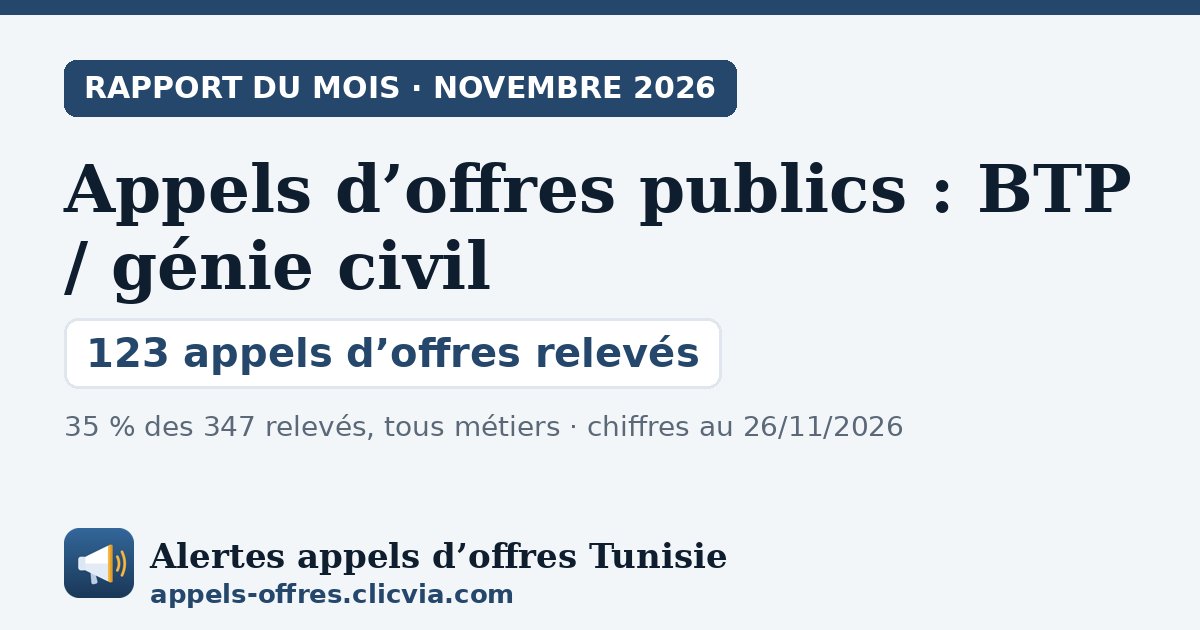 RAPPORT DU MOIS · NOVEMBRE 2026
Appels d’offres publics : BTP
/ génie civil
123 appels d’offres relevés
35 % des 347 relevés, tous métiers · chiffres au 26/11/2026
Alertes appels d’offres Tunisie
appels-offres.clicvia.com